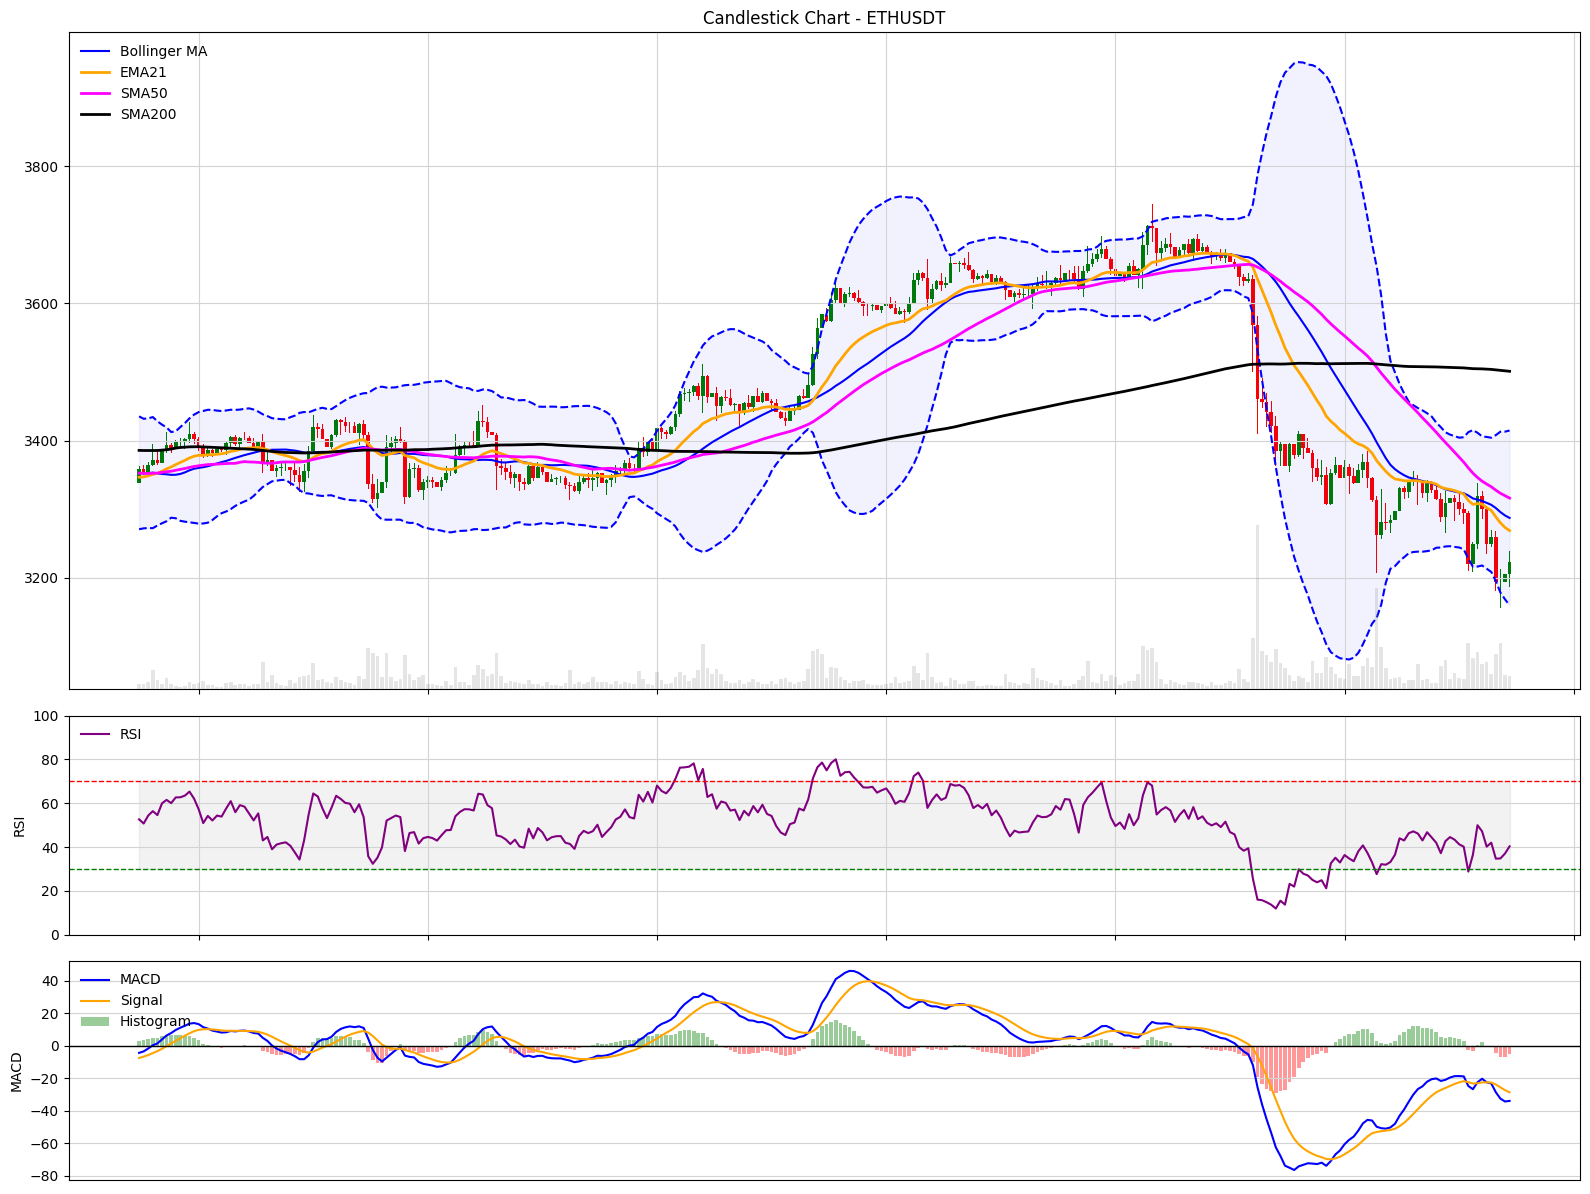 Candlestick Chart - ETHUSDT
Bollinger MA
EMA21
SMA50
SMA200
3800
3600
3400
3200
RSI
100
80
60
40
20
0
RSI
MACD
Signal
Histogram
40
20
0
−20
−40
−60
−80
MACD